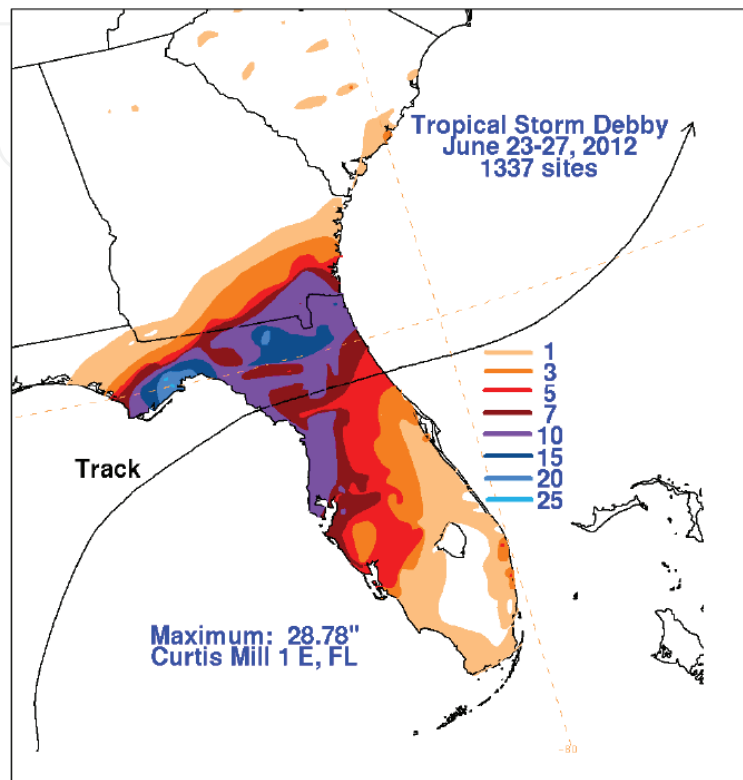 Tropical Storm Debby
June 23-27, 2012
1337 sites
1
3
5
7
10
15
20
25
Track
Maximum: 28.78"
Curtis Mill 1 E, FL
-80